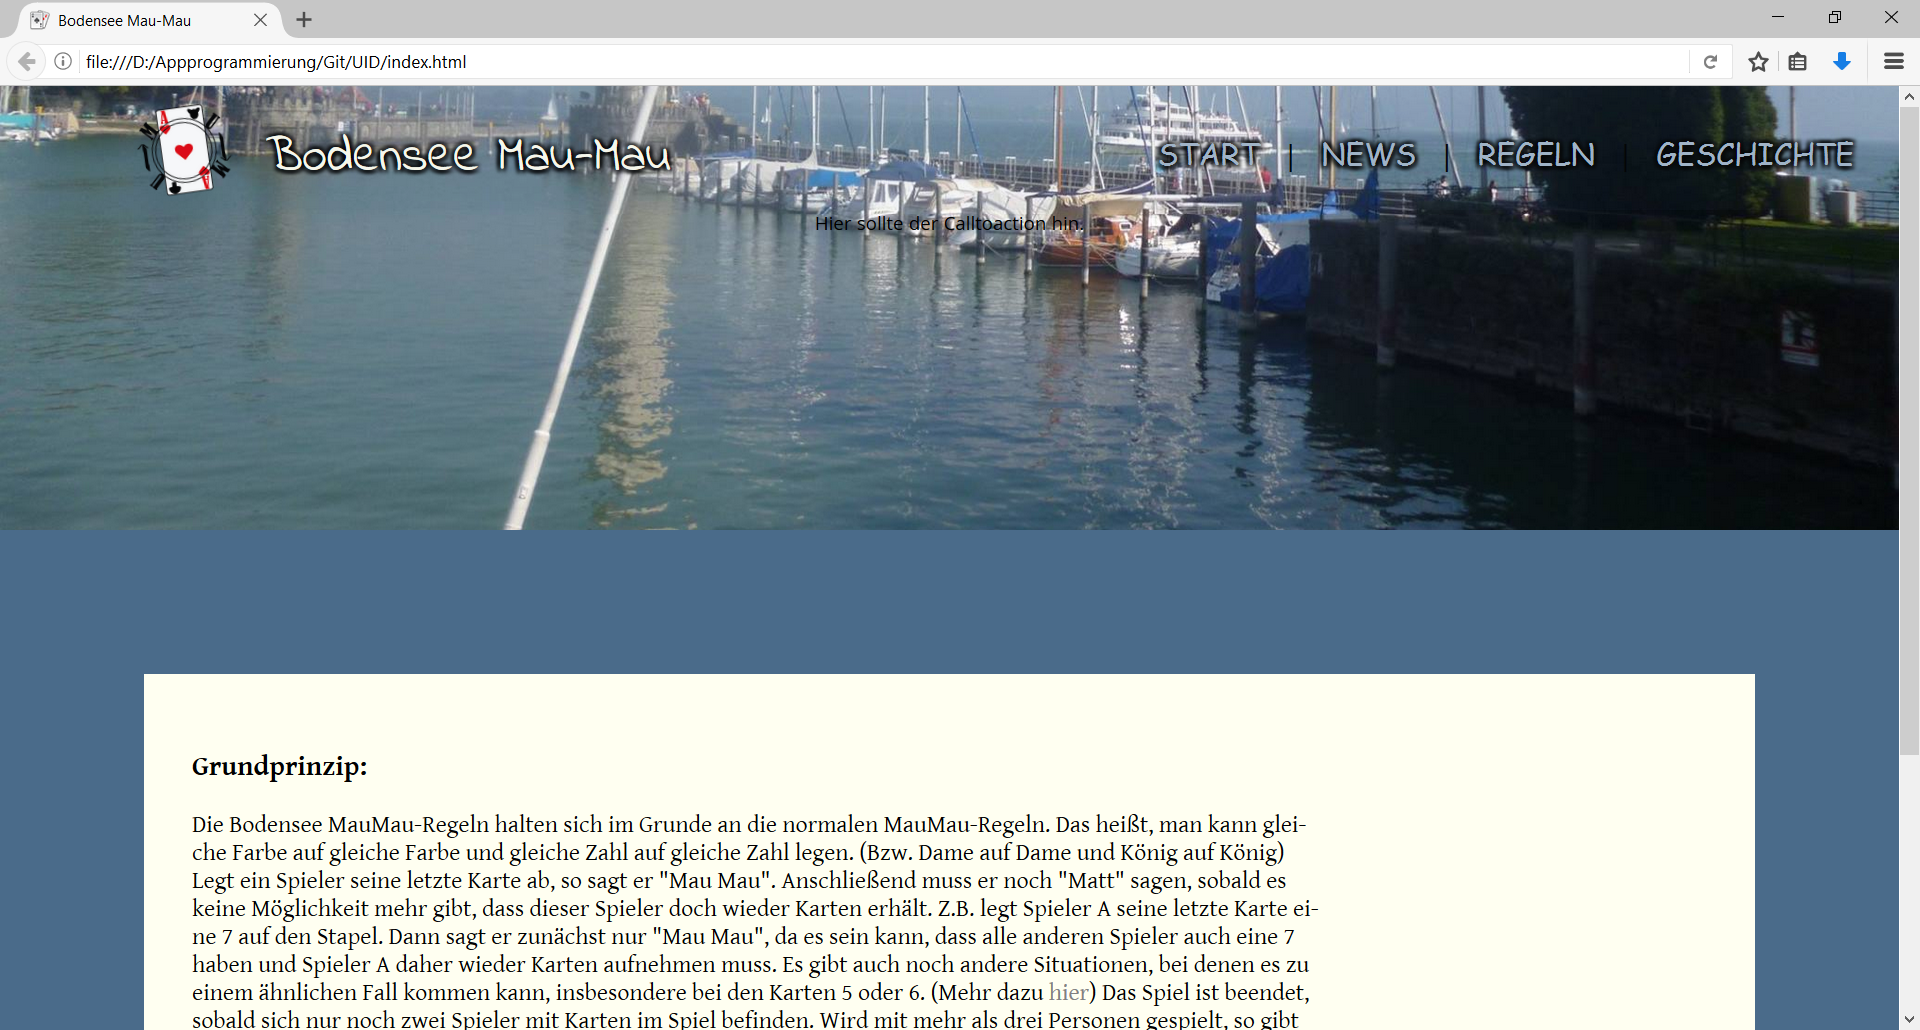 Bodensee Mau-Mau
file:///D:/Appprogrammierung/Git/UID/index.html
Bodensee Mau-Mau
START | NEWS | REGELN | GESCHICHTE
Hier sollte der Calltoaction hin.
Grundprinzip:
Die Bodensee MauMau-Regeln halten sich im Grunde an die normalen MauMau-Regeln. Das heißt, man kann glei-
che Farbe auf gleiche Farbe und gleiche Zahl auf gleiche Zahl legen. (Bzw. Dame auf Dame und König auf König)
Legt ein Spieler seine letzte Karte ab, so sagt er "Mau Mau". Anschließend muss er noch "Matt" sagen, sobald es
keine Möglichkeit mehr gibt, dass dieser Spieler doch wieder Karten erhält. Z.B. legt Spieler A seine letzte Karte ei-
ne 7 auf den Stapel. Dann sagt er zunächst nur "Mau Mau", da es sein kann, dass alle anderen Spieler auch eine 7
haben und Spieler A daher wieder Karten aufnehmen muss. Es gibt auch noch andere Situationen, bei denen es zu
einem ähnlichen Fall kommen kann, insbesondere bei den Karten 5 oder 6. (Mehr dazu hier) Das Spiel ist beendet,
sobald sich nur noch zwei Spieler mit Karten im Spiel befinden. Wird mit mehr als drei Personen gespielt, so gibt